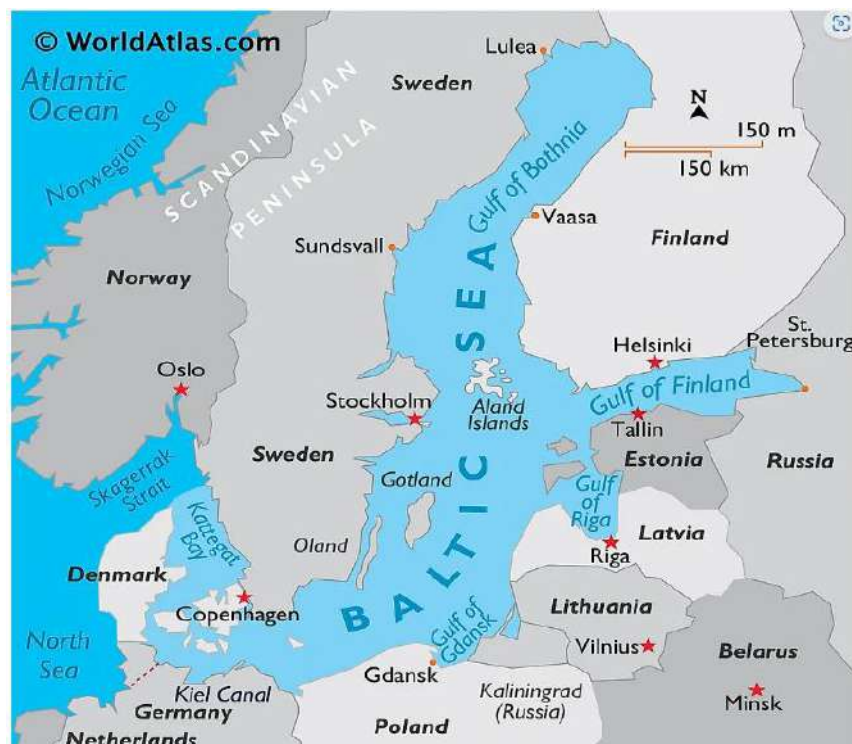 © WorldAtlas.com
Atlantic
Ocean
Norwegian Sea
SCANDINAVIAN
PENINSULA
Sweden
Lulea
N
150 m
150 km
Gulf of Bothnia
Vaasa
Sundsvall
Finland
Norway
BALTIC SEA
Oslo
Helsinki
St.
Petersburg
Stockholm
Aland
Islands
Gulf of Finland
Tallin
Skagerrak
Strait
Sweden
Gotland
Estonia
Russia
Kattegat
Bay
Gulf
of
Riga
Latvia
Oland
Riga
Denmark
Copenhagen
Lithuania
North
Sea
Gulf of
Gdansk
Vilnius
Belarus
Gdansk
Kiel Canal
Kaliningrad
(Russia)
Minsk
Germany
Poland
Netherlands